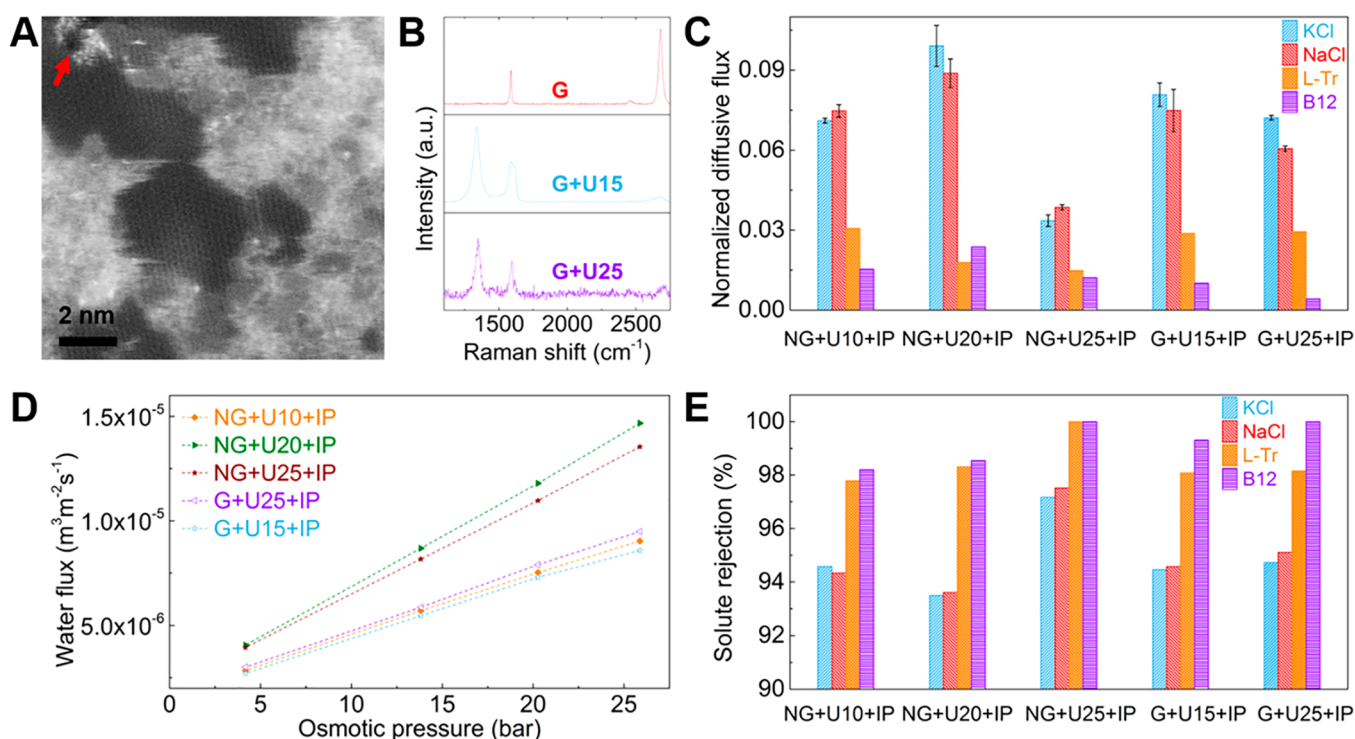 A
2 nm
B
G
G+U15
G+U25
Intensity (a.u.)
1500 2000 2500
Raman shift (cm⁻¹)
C
KCl
NaCl
L-Tr
B12
Normalized diffusive flux
0.09
0.06
0.03
0.00
NG+U10+IP NG+U20+IP NG+U25+IP G+U15+IP G+U25+IP
D
NG+U10+IP
NG+U20+IP
NG+U25+IP
G+U25+IP
G+U15+IP
Water flux (m³m⁻²s⁻¹)
1.5x10⁻⁵
1.0x10⁻⁵
5.0x10⁻⁶
0 5 10 15 20 25
Osmotic pressure (bar)
E
KCl
NaCl
L-Tr
B12
Solute rejection (%)
100
98
96
94
92
90
NG+U10+IP NG+U20+IP NG+U25+IP G+U15+IP G+U25+IP